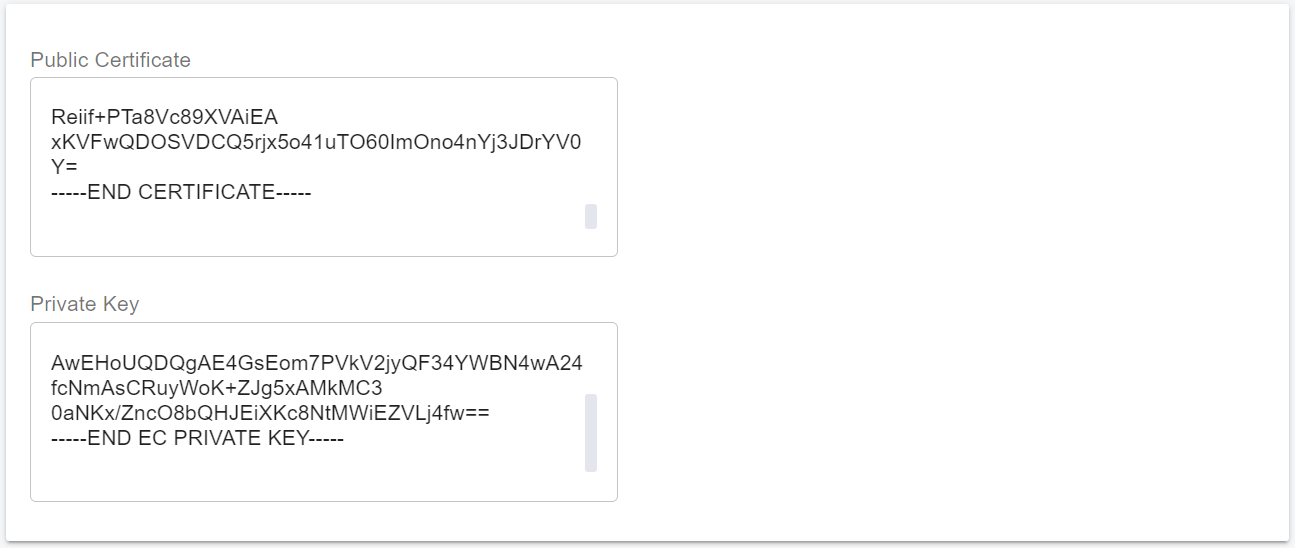 Public Certificate
Reiif+PTa8Vc89XVAiEA
xKVFwQDOSVDCQ5rjx5o41uTO60ImOno4nYj3JDrYV0
Y=
-----END CERTIFICATE-----
Private Key
AwEHoUQDQgAE4GsEom7PVkV2jyQF34YWBN4wA24
fcNmAsCRuyWoK+ZJg5xAMkMC3
0aNKx/ZncO8bQHJEiXKc8NtMWiEZVLj4fw==
-----END EC PRIVATE KEY-----